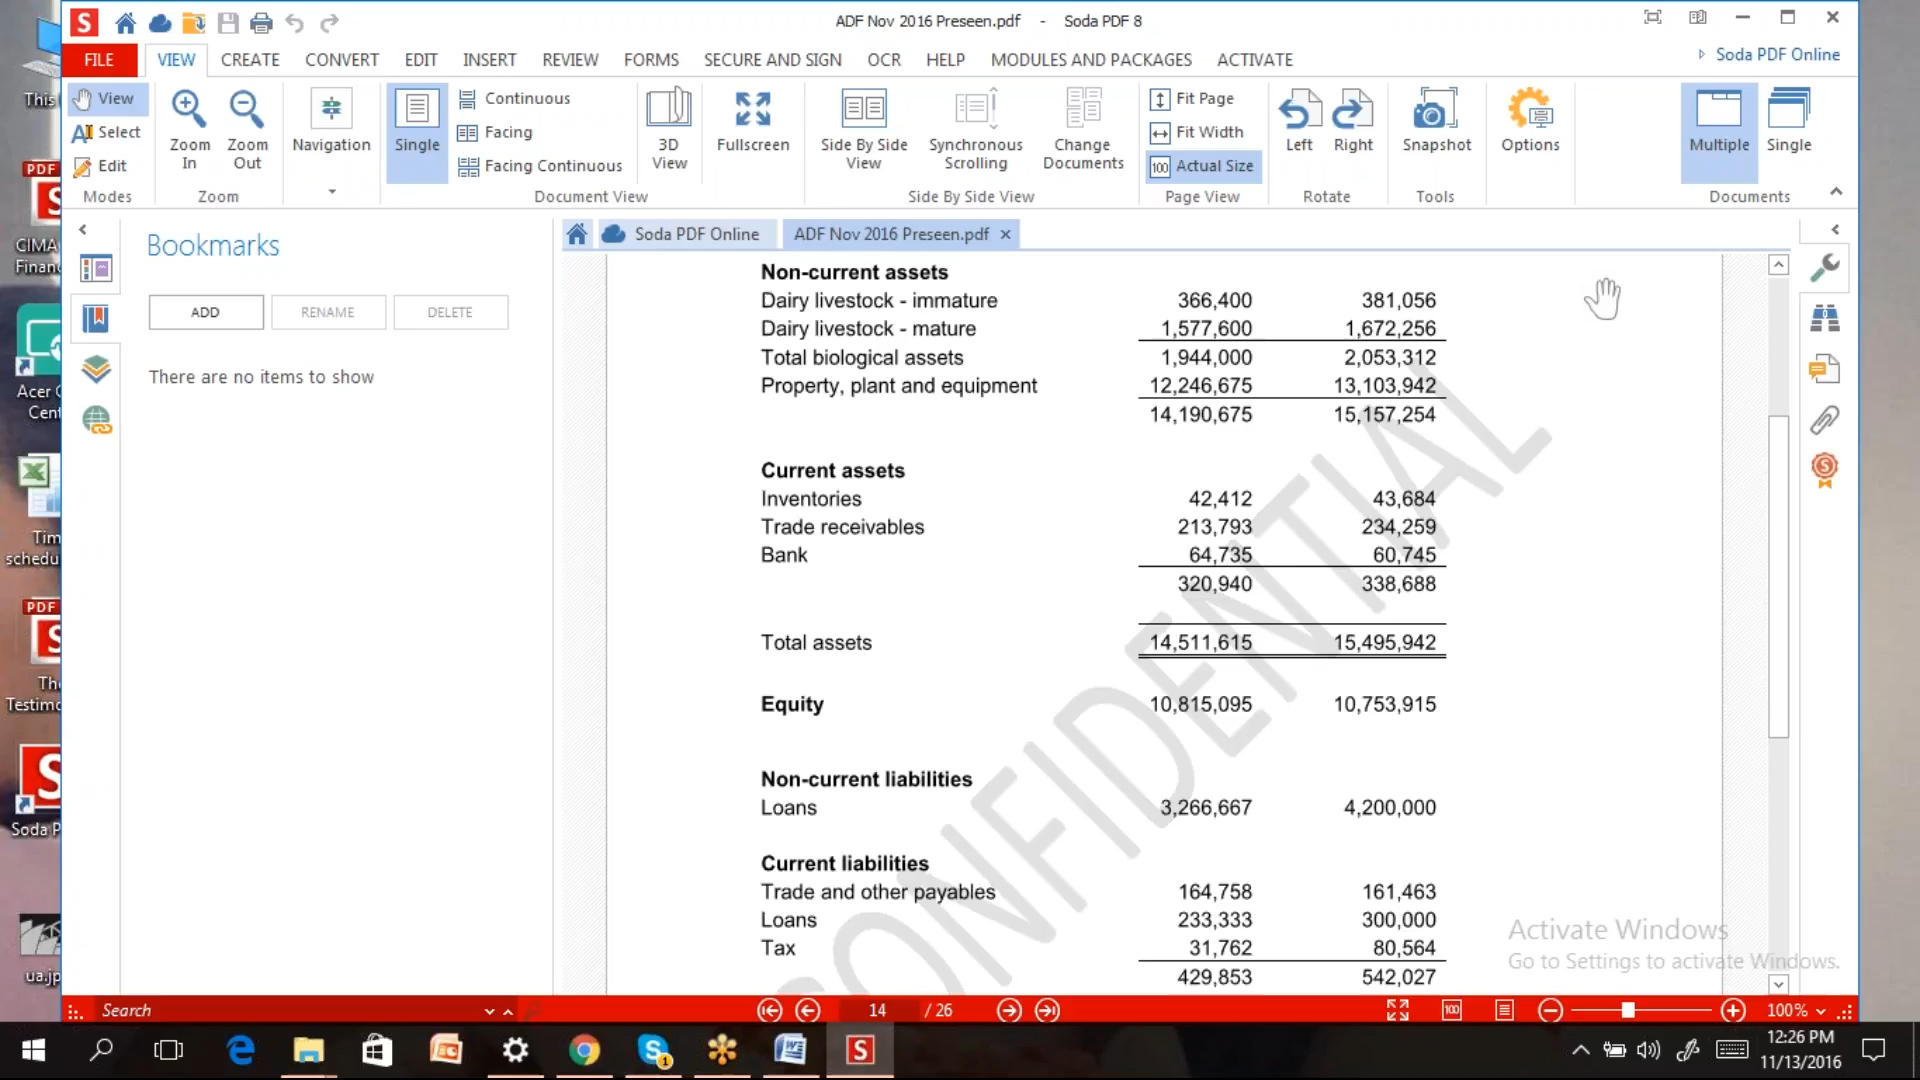 ADF Nov 2016 Preseen.pdf - Soda PDF 8
FILE VIEW CREATE CONVERT EDIT INSERT REVIEW FORMS SECURE AND SIGN OCR HELP MODULES AND PACKAGES ACTIVATE Soda PDF Online
View Select Edit
Modes
Zoom In Zoom Out
Zoom
Navigation
Single Continuous Facing Facing Continuous 3D View Fullscreen
Document View
Side By Side View Synchronous Scrolling Change Documents
Side By Side View
Fit Page Fit Width 100 Actual Size
Page View
Left Right
Rotate
Snapshot
Tools
Options
Multiple Single
Documents
Bookmarks
ADD RENAME DELETE
There are no items to show
Soda PDF Online ADF Nov 2016 Preseen.pdf
Non-current assets
Dairy livestock - immature 366,400 381,056
Dairy livestock - mature 1,577,600 1,672,256
Total biological assets 1,944,000 2,053,312
Property, plant and equipment 12,246,675 13,103,942
14,190,675 15,157,254
Current assets
Inventories 42,412 43,684
Trade receivables 213,793 234,259
Bank 64,735 60,745
320,940 338,688
Total assets 14,511,615 15,495,942
Equity 10,815,095 10,753,915
Non-current liabilities
Loans 3,266,667 4,200,000
Current liabilities
Trade and other payables 164,758 161,463
Loans 233,333 300,000
Tax 31,762 80,564
429,853 542,027
CONFIDENTIAL
Activate Windows
Go to Settings to activate Windows.
Search 14 / 26 100 100%
This
PDF
CIMA
Finan
Acer
Cen
Tim
schedu
PDF
Th
Testim
Soda P
ua.jp
1
12:26 PM
11/13/2016